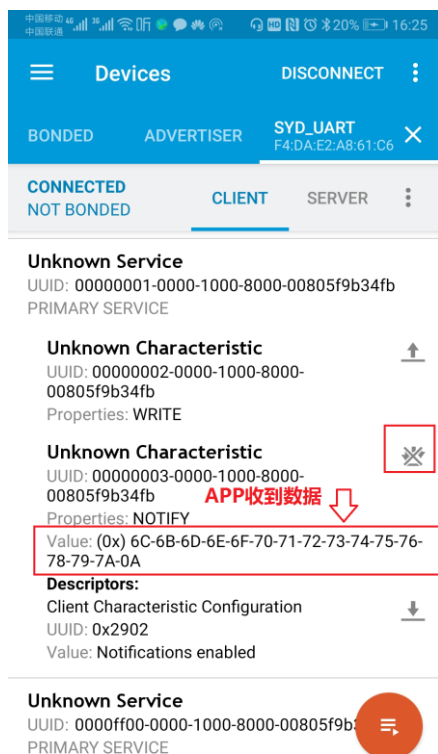 中国移动 46 36 
中国联通 HD 20% 16:25
Devices DISCONNECT
BONDED ADVERTISER SYD_UART
F4:DA:E2:A8:61:C6
CONNECTED
NOT BONDED CLIENT SERVER
Unknown Service
UUID: 00000001-0000-1000-8000-00805f9b34fb
PRIMARY SERVICE
Unknown Characteristic
UUID: 00000002-0000-1000-8000-
00805f9b34fb
Properties: WRITE
Unknown Characteristic
UUID: 00000003-0000-1000-8000-
00805f9b34fb
APP收到数据
Properties: NOTIFY
Value: (0x) 6C-6B-6D-6E-6F-70-71-72-73-74-75-76-
78-79-7A-0A
Descriptors:
Client Characteristic Configuration
UUID: 0x2902
Value: Notifications enabled
Unknown Service
UUID: 0000ff00-0000-1000-8000-00805f9b
PRIMARY SERVICE